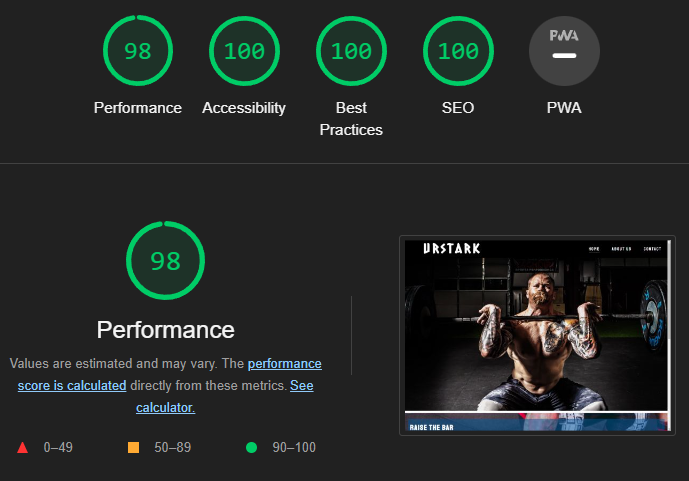 98 100 100 100 PWA
Performance Accessibility Best Practices SEO PWA
98
Performance
Values are estimated and may vary. The performance
score is calculated directly from these metrics. See
calculator.
0–49 50–89 90–100
URSTARK HOME ABOUT US CONTACT
RAISE THE BAR